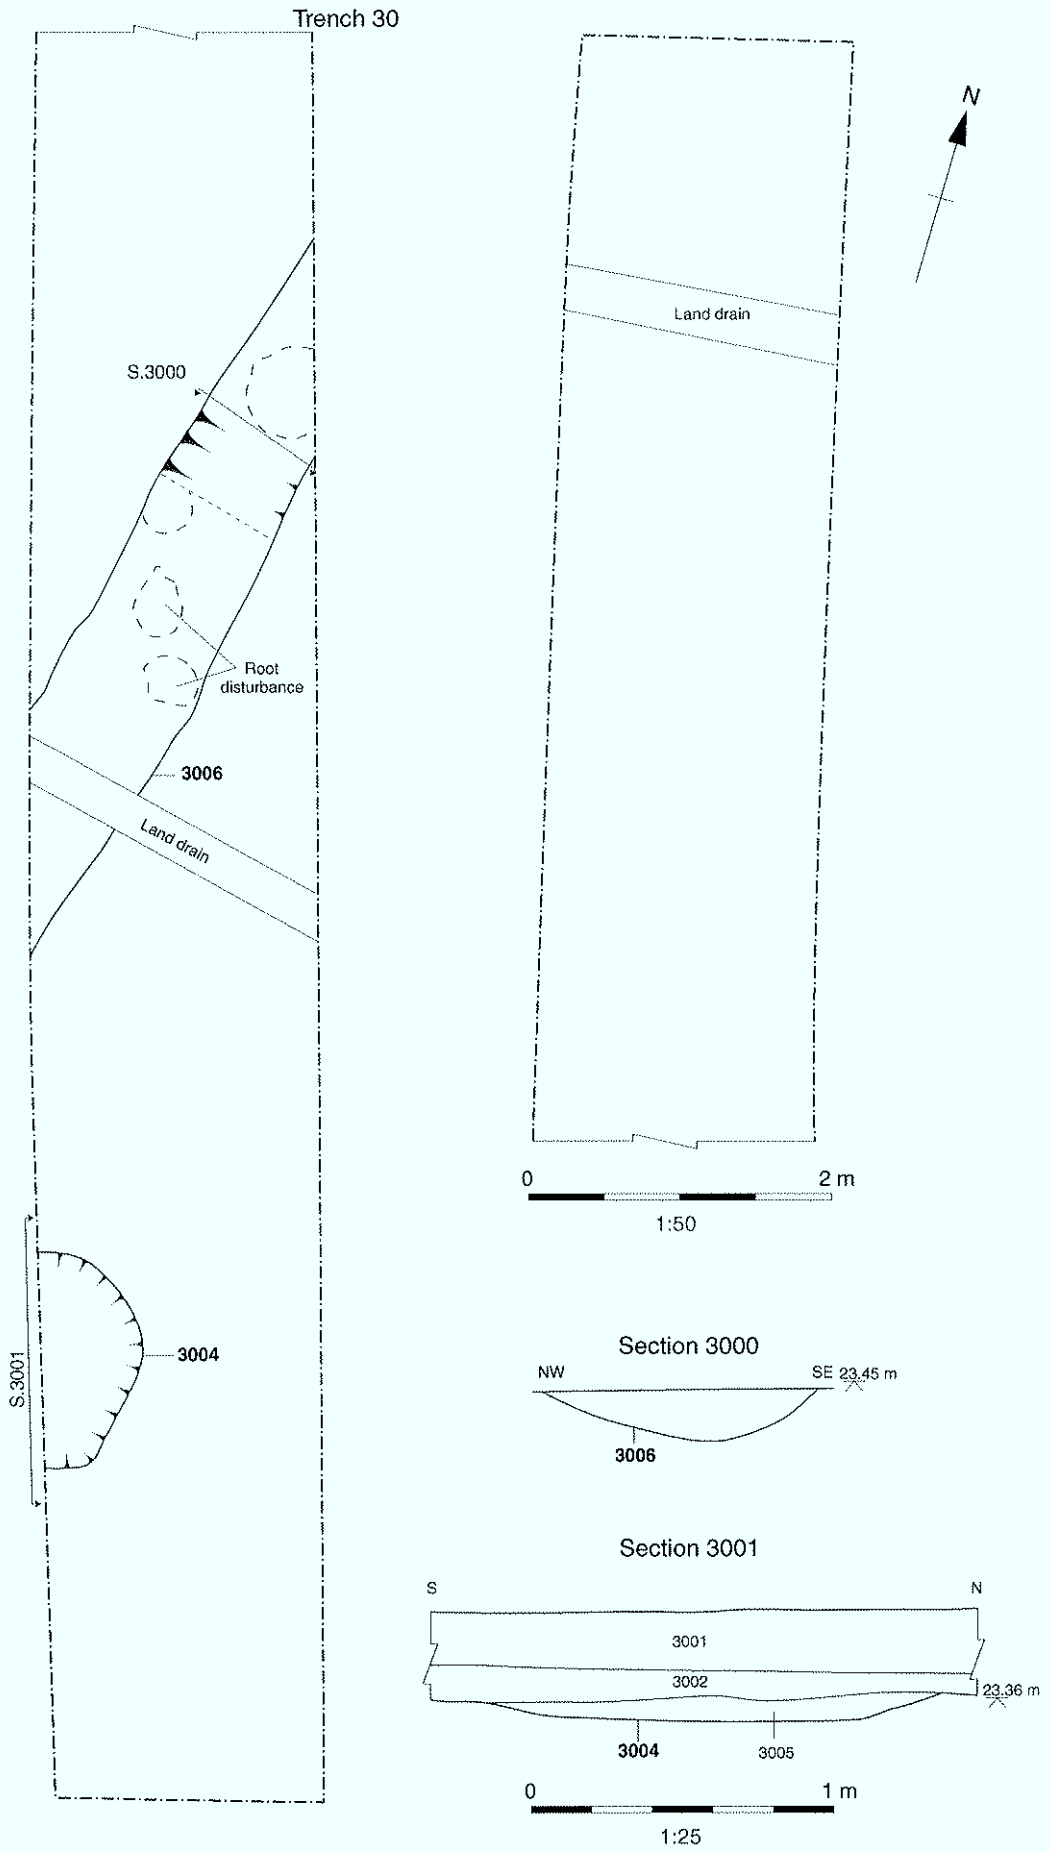 Trench 30
N
S.3000
Land drain
Root
disturbance
3006
Land drain
0 2 m
1:50
S.3001
3004
Section 3000
NW SE 23.45 m
3006
Section 3001
S N
3001
3002
23.36 m
3004 3005
0 1 m
1:25